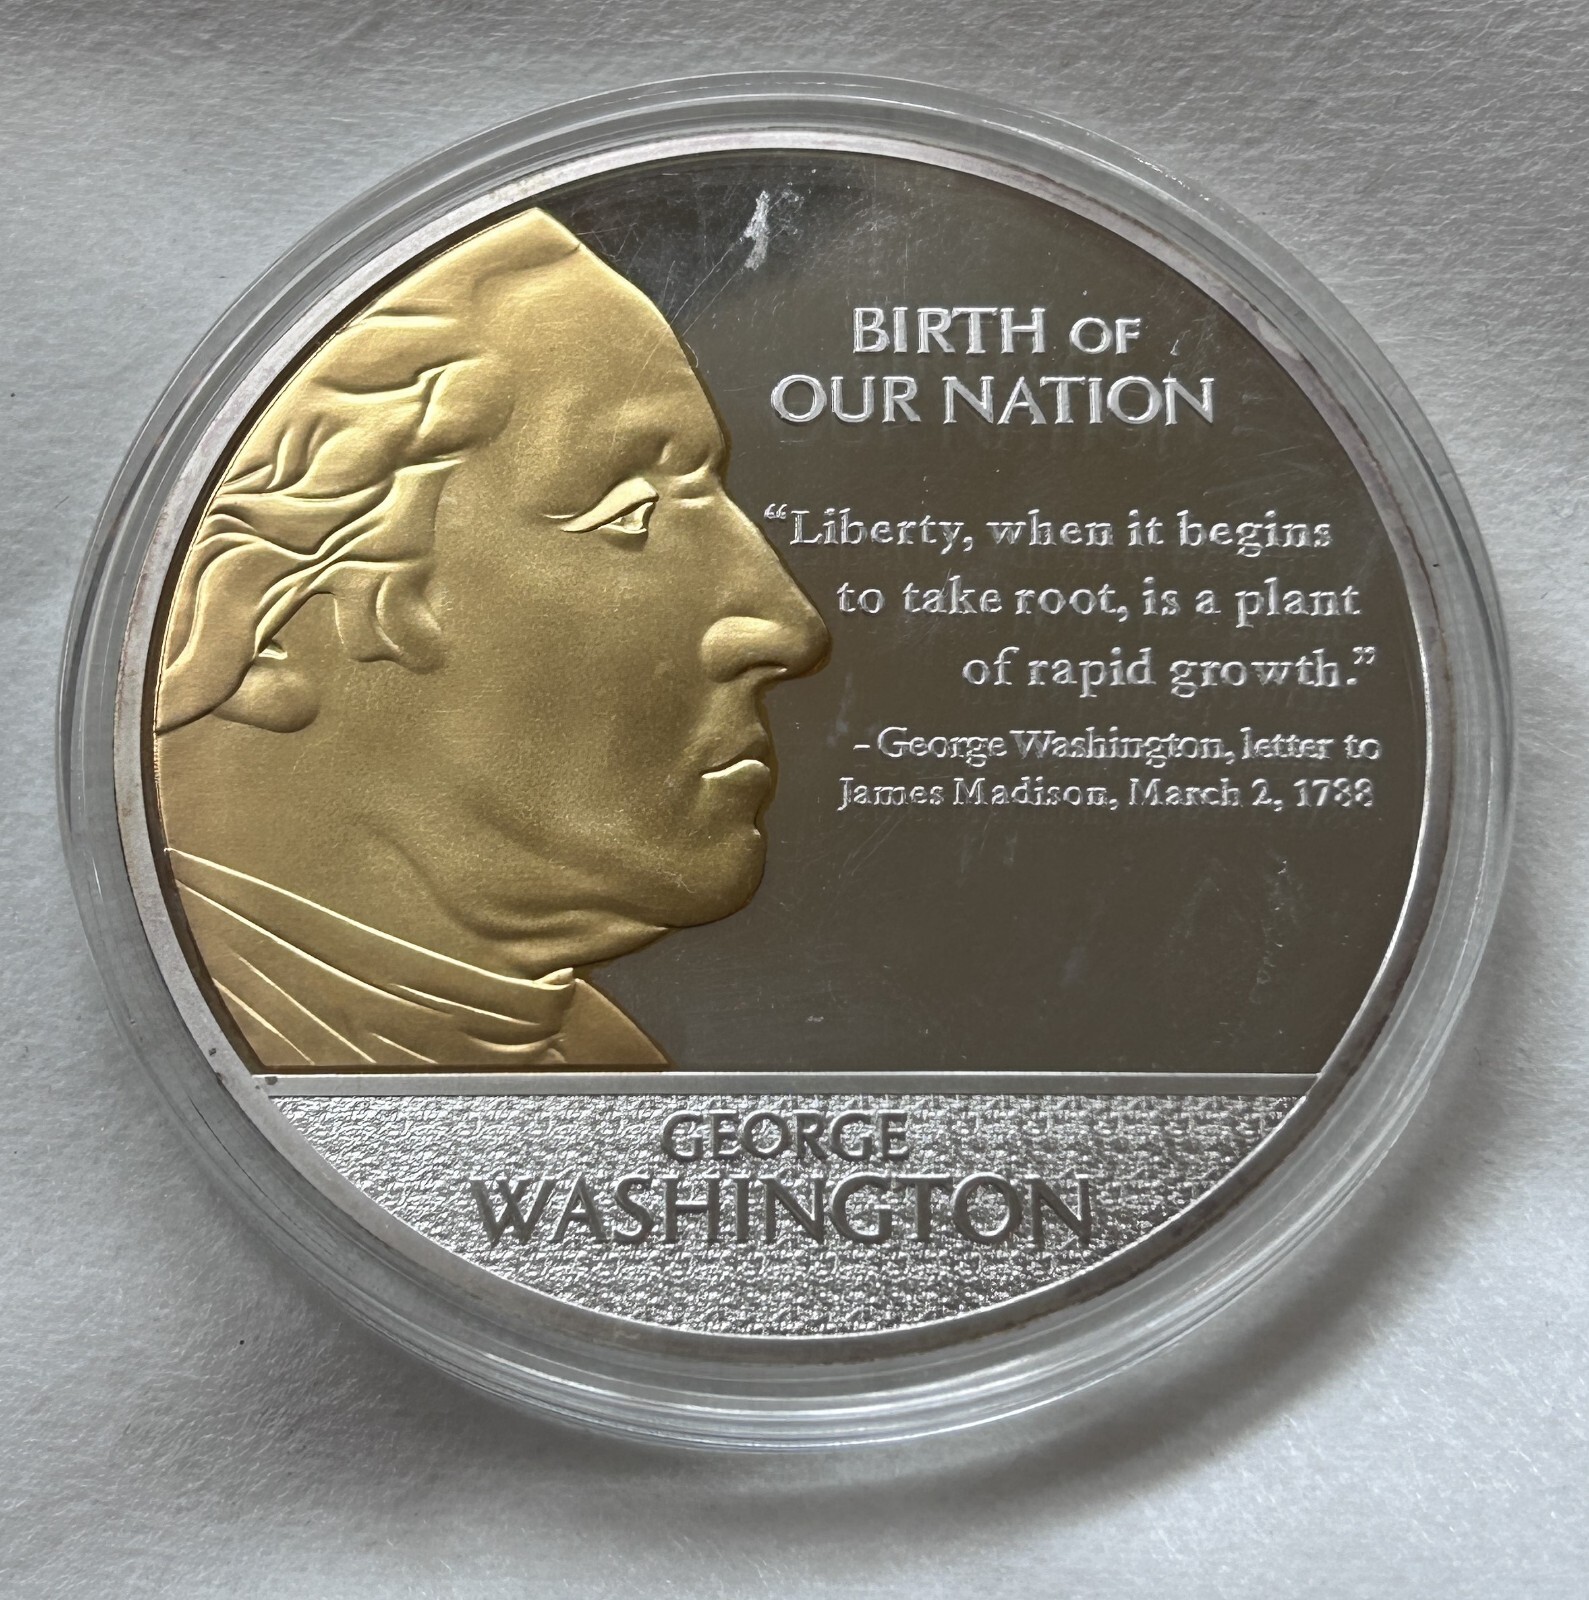 BIRTH OF
OUR NATION
“Liberty, when it begins
to take root, is a plant
of rapid growth.”
- George Washington, letter to
James Madison, March 2, 1788
GEORGE
WASHINGTON